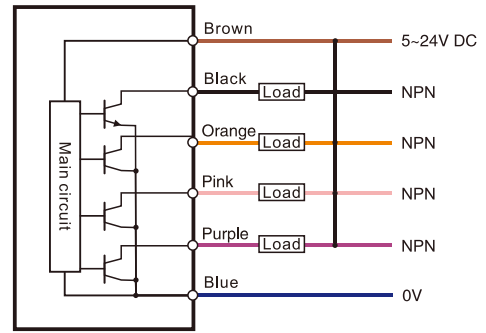 Brown
5~24V DC
Black
Load
NPN
Orange
Load
NPN
Main circuit
Pink
Load
NPN
Purple
Load
NPN
Blue
0V